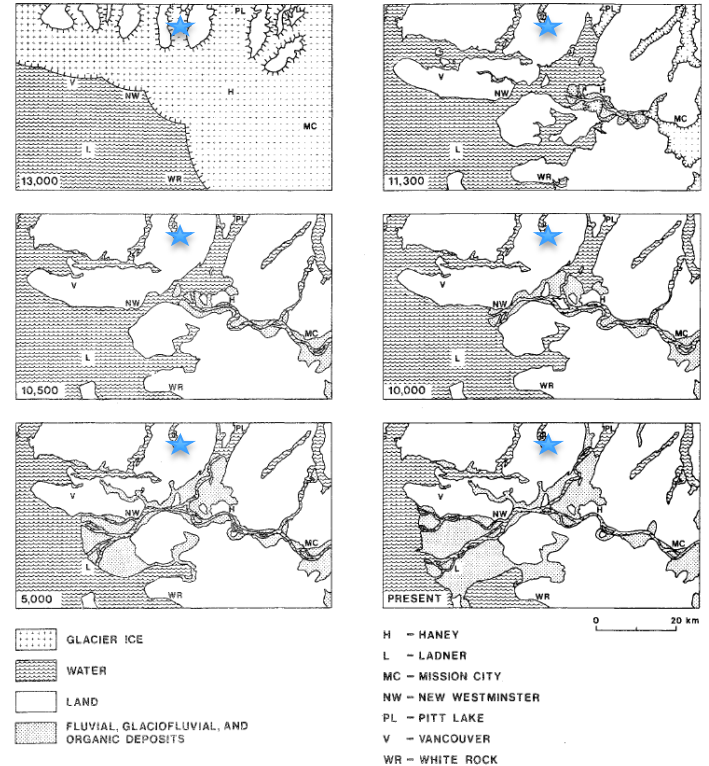 PL
V
NW
H
L
MC
WR
13,000
PL
V
NW
H
L
MC
WR
11,300
PL
V
NW
H
L
MC
WR
10,500
PL
V
NW
H
L
MC
WR
10,000
PL
V
NW
H
L
MC
WR
5,000
PL
V
NW
H
L
MC
WR
PRESENT
0 20 km
GLACIER ICE
WATER
LAND
FLUVIAL, GLACIOFLUVIAL, AND
ORGANIC DEPOSITS
H – HANEY
L – LADNER
MC – MISSION CITY
NW – NEW WESTMINSTER
PL – PITT LAKE
V – VANCOUVER
WR – WHITE ROCK